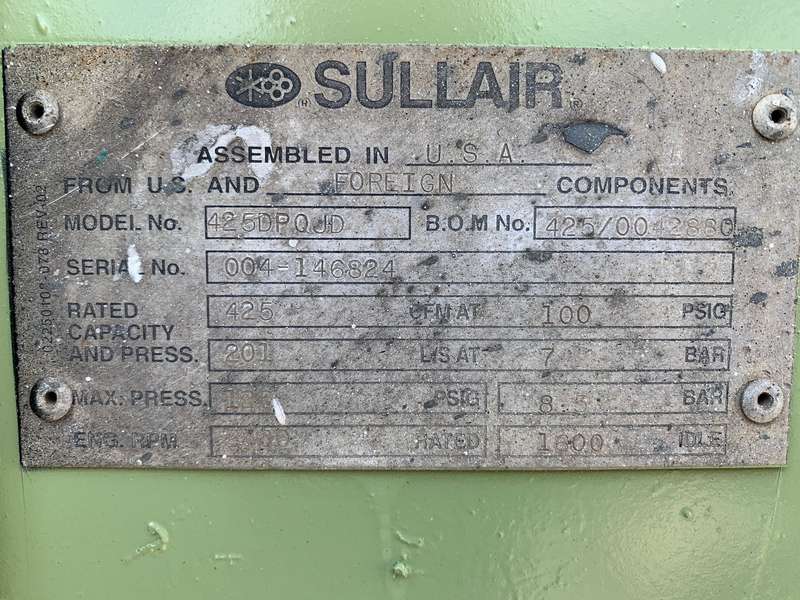 SULLAIR
ASSEMBLED IN U.S.A.
FROM U.S. AND FOREIGN COMPONENTS
MODEL No. 425DPQJD B.O.M No. 425/0042880
SERIAL No. 004-146824
RATED CAPACITY AND PRESS. 425 CFM AT 100 PSIG
201 L/S AT 7 BAR
MAX. PRESS. PSIG 8.5 BAR
ENG. RPM RATED IDLE